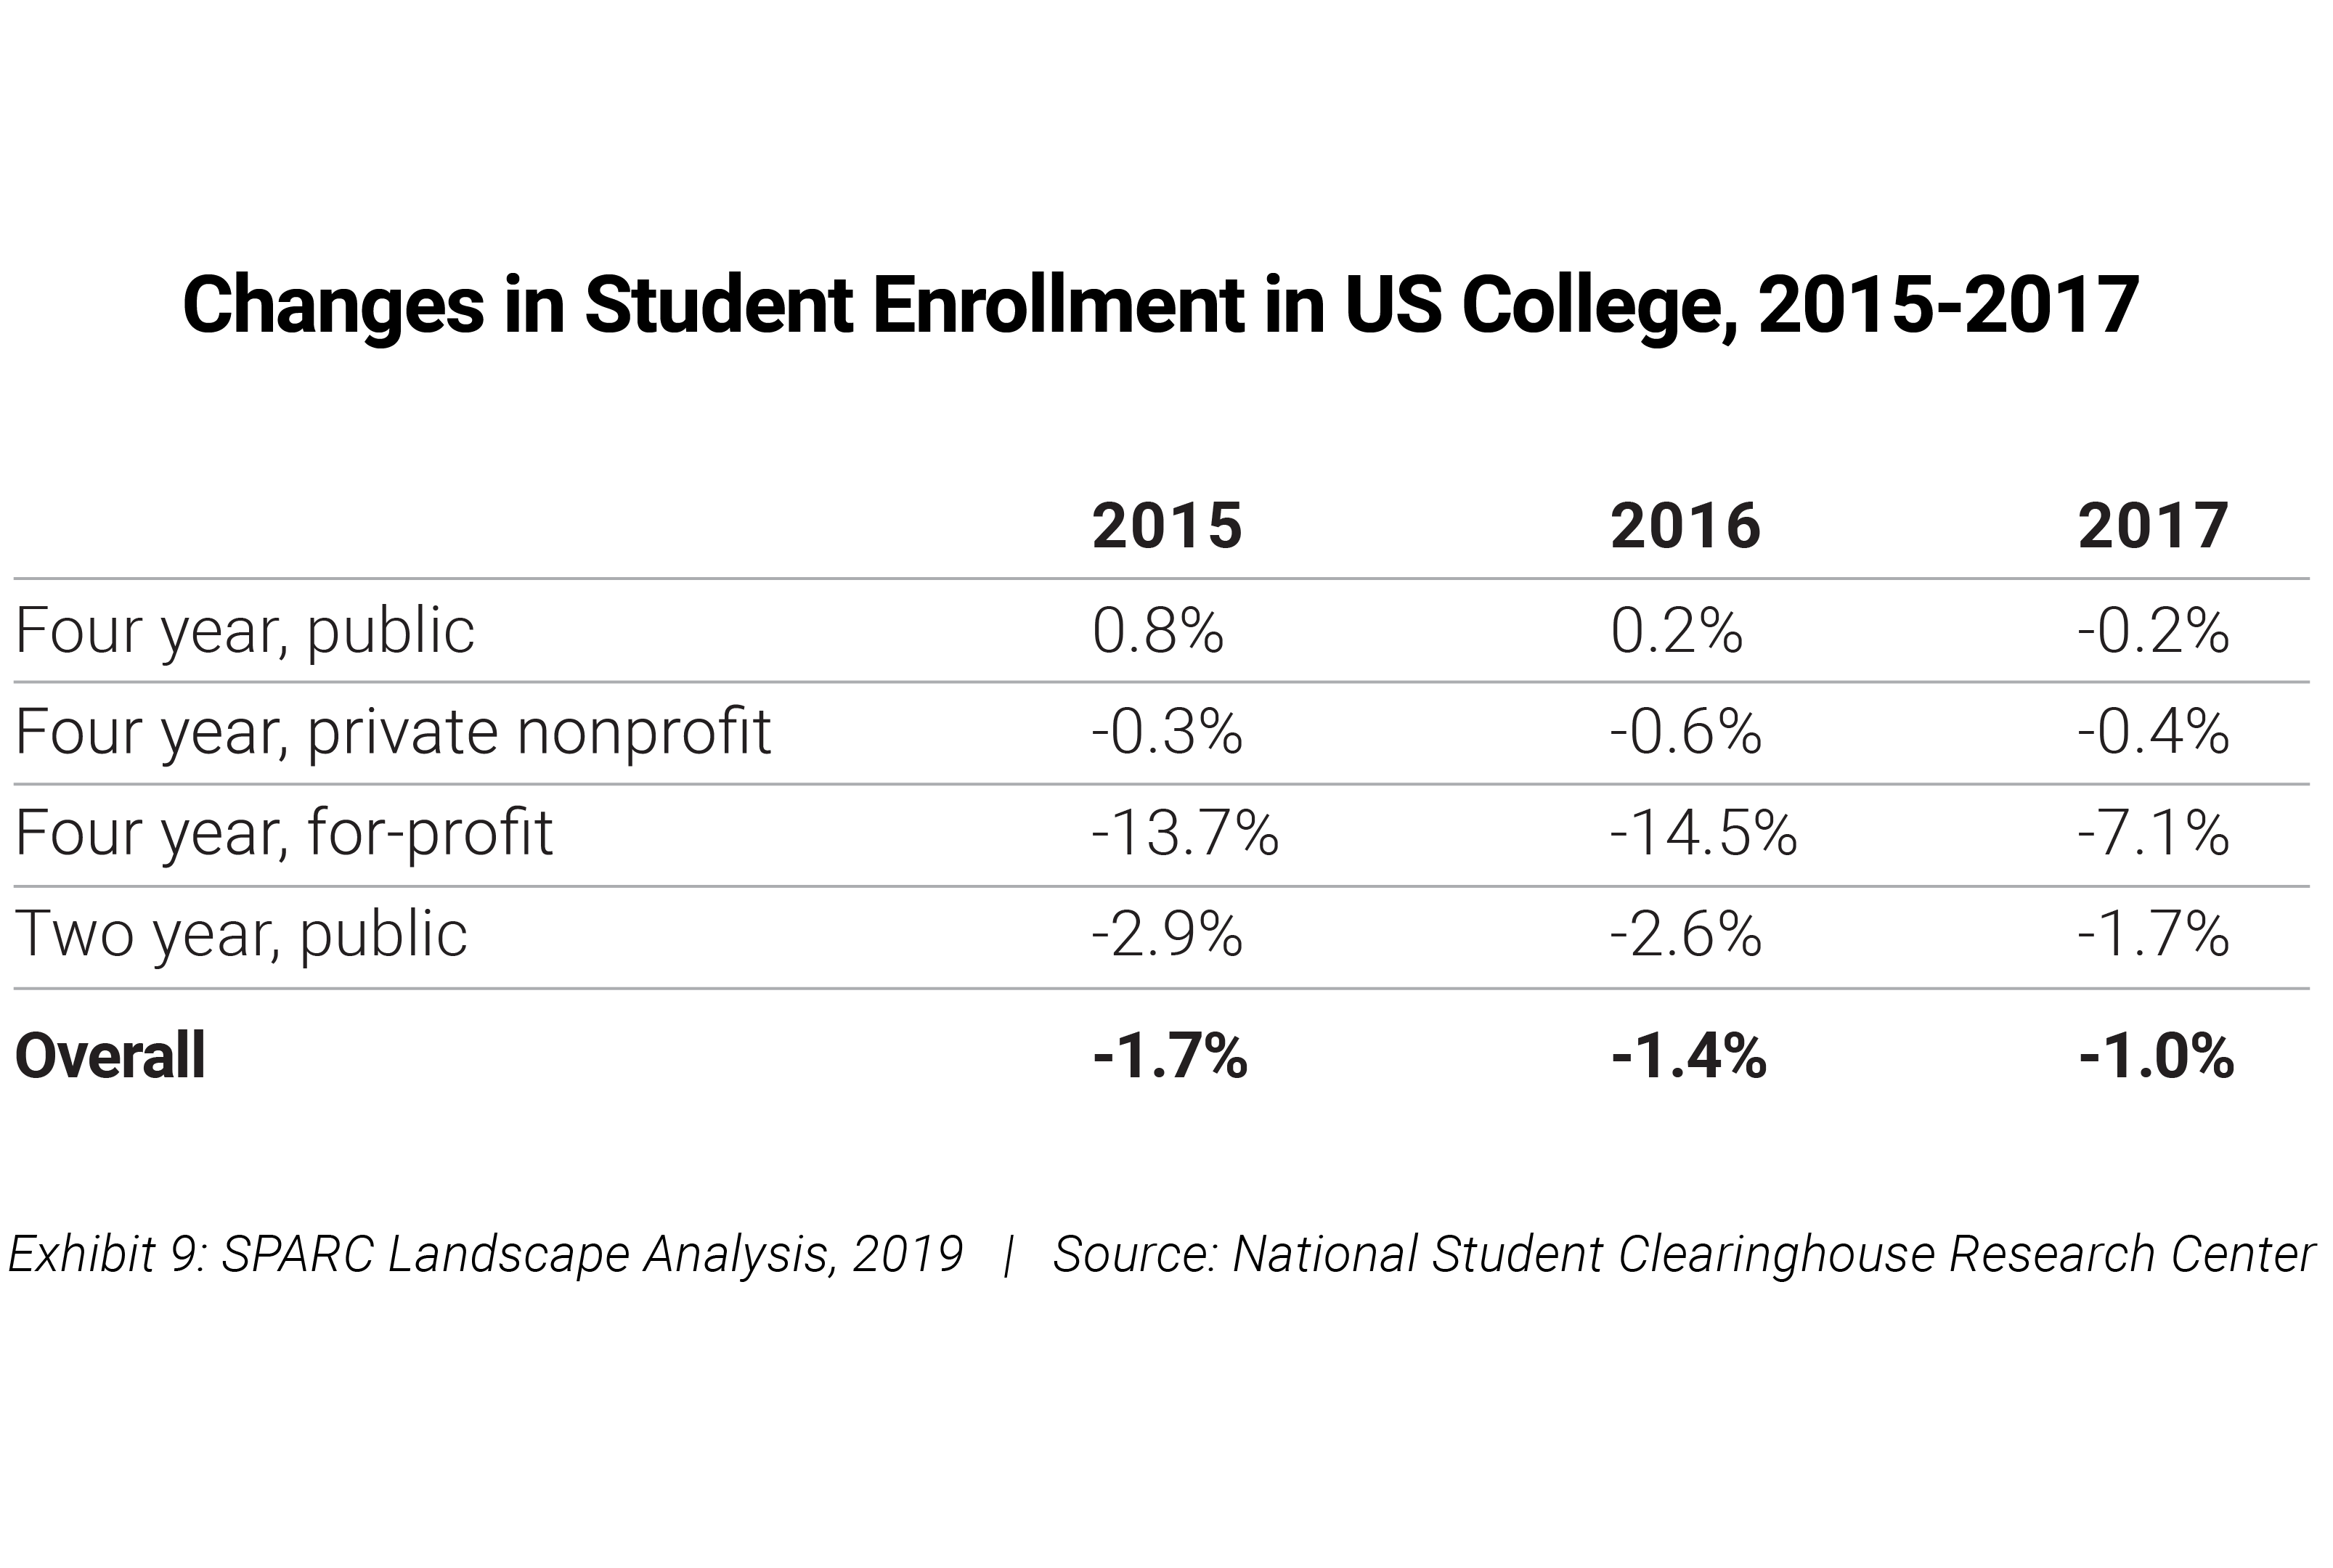 Changes in Student Enrollment in US College, 2015-2017
2015 2016 2017
Four year, public 0.8% 0.2% -0.2%
Four year, private nonprofit -0.3% -0.6% -0.4%
Four year, for-profit -13.7% -14.5% -7.1%
Two year, public -2.9% -2.6% -1.7%
Overall -1.7% -1.4% -1.0%
Exhibit 9: SPARC Landscape Analysis, 2019 | Source: National Student Clearinghouse Research Center